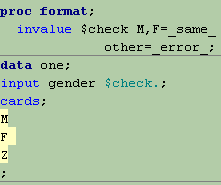 proc format;
invalue $check M,F=_same_
other=_error_;
data one;
input gender $check.;
cards;
M
F
Z
;